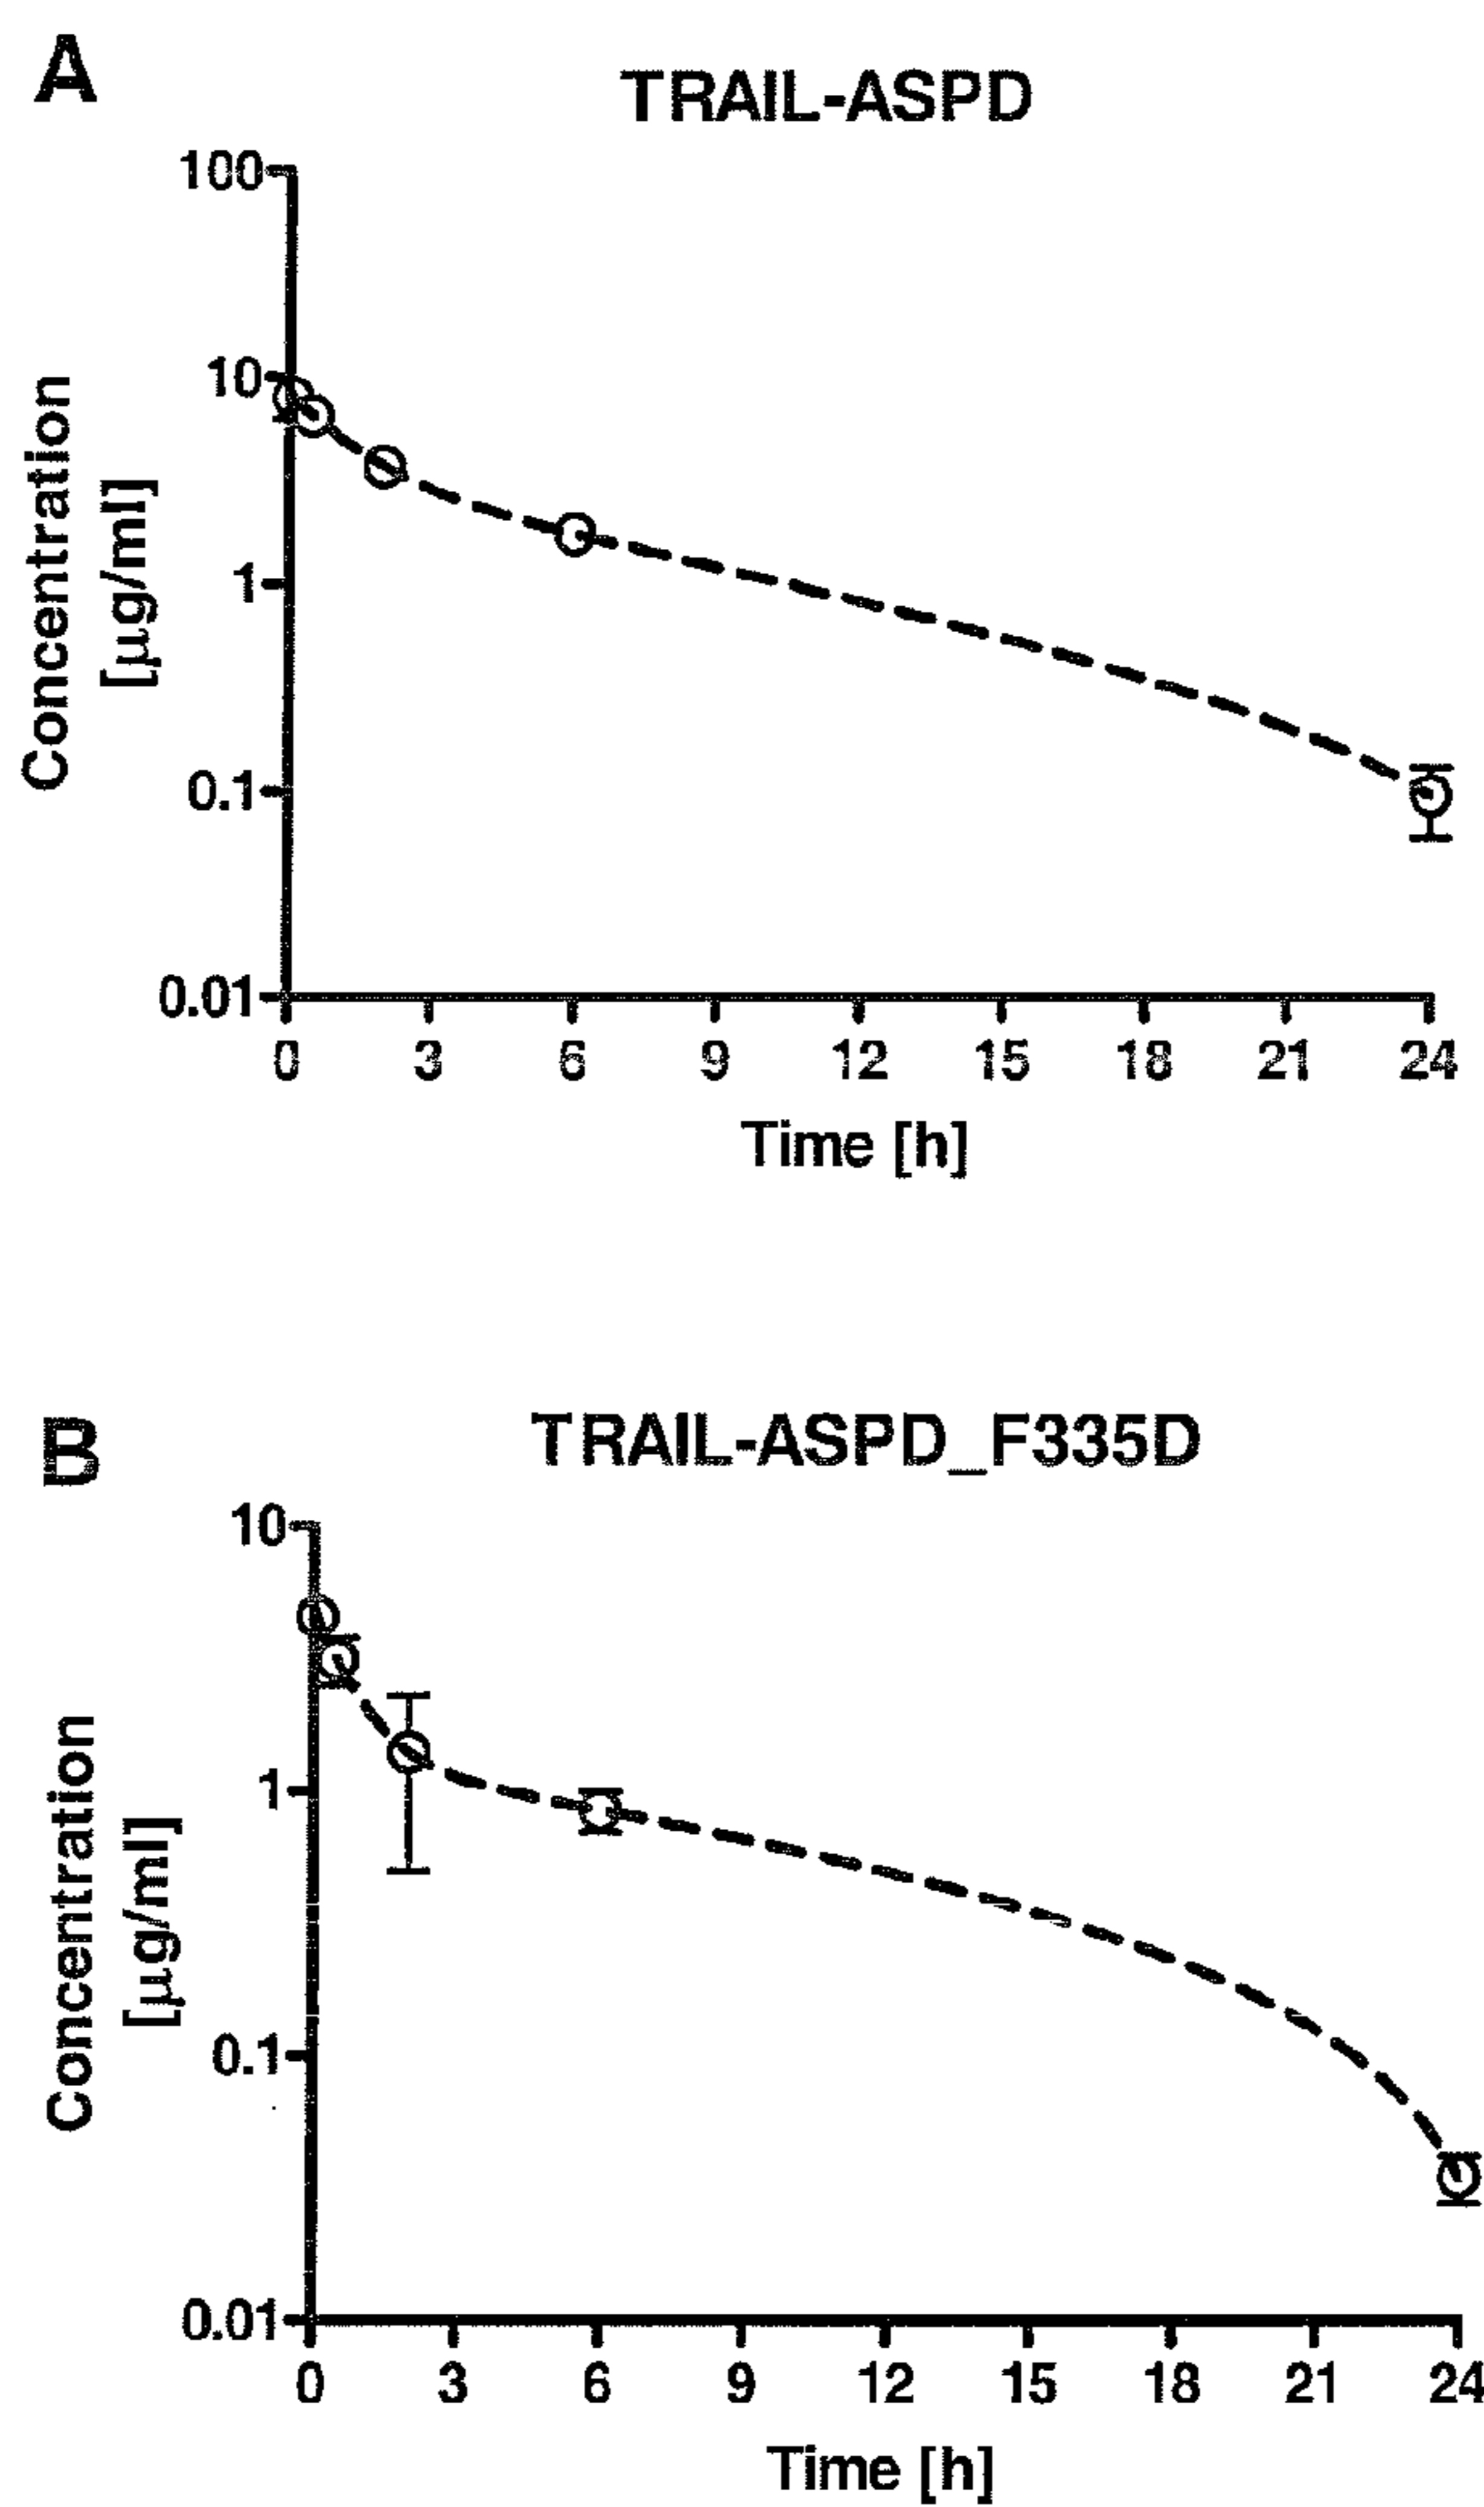 A
TRAIL-ASPD
100
10
1
0.1
0.01
Concentration
[µg/ml]
0 3 6 9 12 15 18 21 24
Time [h]
B
TRAIL-ASPD_F335D
10
1
0.1
0.01
Concentration
[µg/ml]
0 3 6 9 12 15 18 21 24
Time [h]